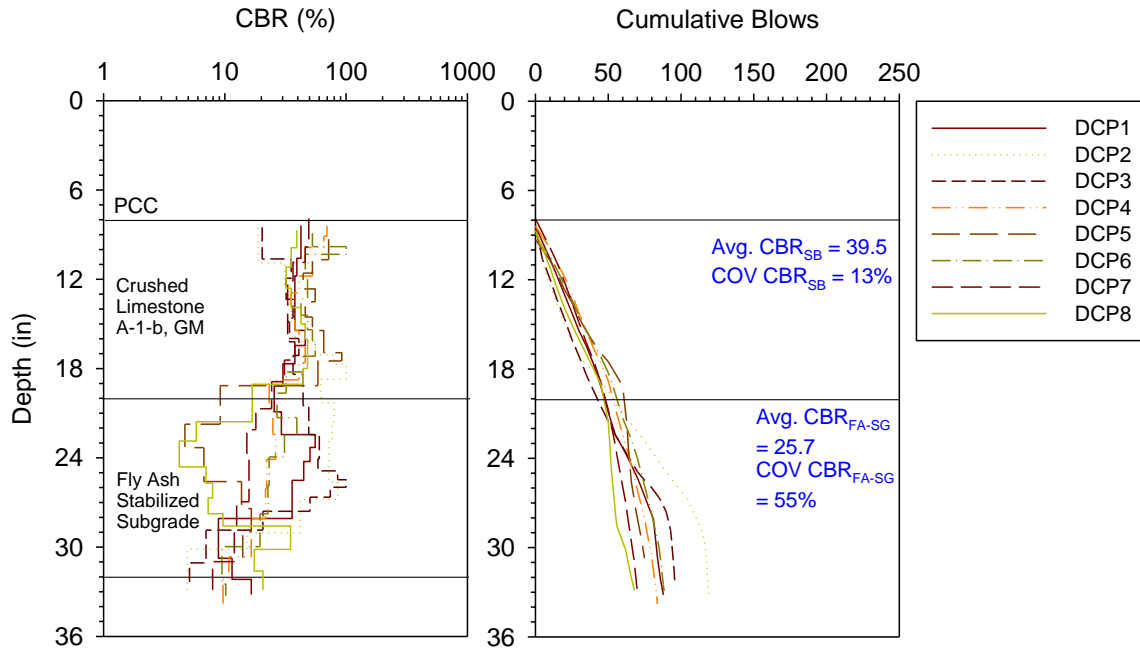 CBR (%)
1 10 100 1000
Depth (in)
0
6
12
18
24
30
36
PCC
Crushed
Limestone
A-1-b, GM
Fly Ash
Stabilized
Subgrade
Cumulative Blows
0 50 100 150 200 250
0
6
12
18
24
30
36
Avg. CBRSB = 39.5
COV CBRSB = 13%
Avg. CBRFA-SG
= 25.7
COV CBRFA-SG
= 55%
DCP1
DCP2
DCP3
DCP4
DCP5
DCP6
DCP7
DCP8